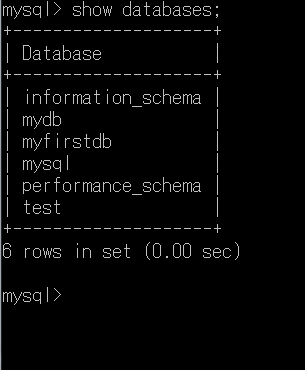 mysql> show databases;
+--------------------+
| Database           |
+--------------------+
| information_schema |
| mydb               |
| myfirstdb          |
| mysql              |
| performance_schema |
| test               |
+--------------------+
6 rows in set (0.00 sec)
mysql>